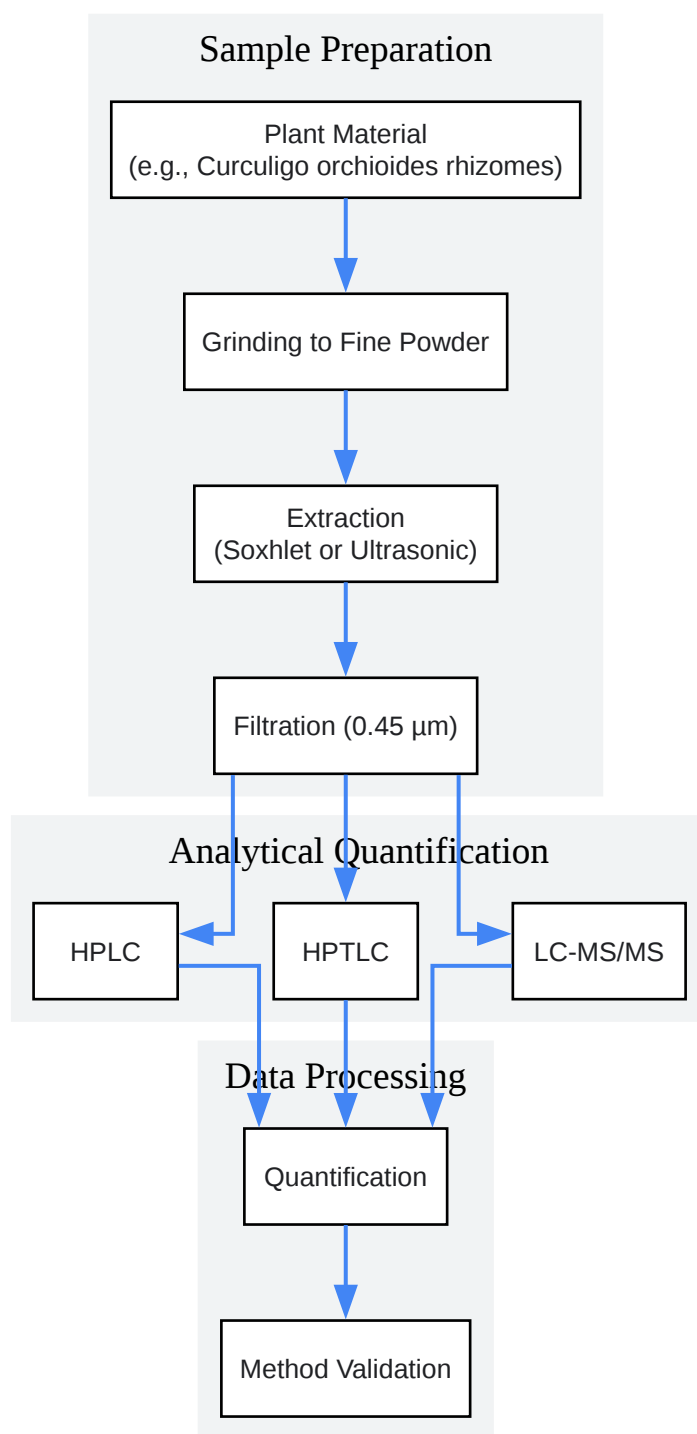 Sample Preparation
Plant Material
(e.g., Curculigo orchioides rhizomes)
Grinding to Fine Powder
Extraction
(Soxhlet or Ultrasonic)
Filtration (0.45 µm)
Analytical Quantification
HPLC
HPTLC
LC-MS/MS
Data Processing
Quantification
Method Validation